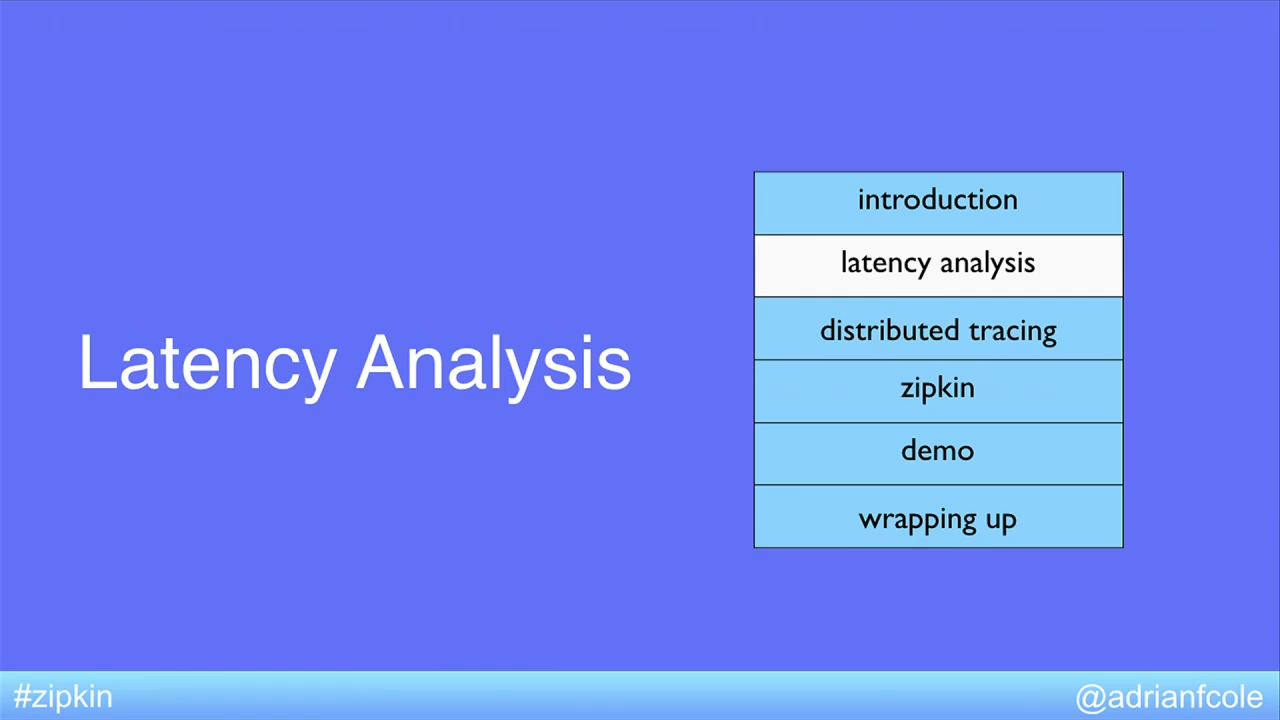 Latency Analysis
introduction
latency analysis
distributed tracing
zipkin
demo
wrapping up
#zipkin
@adrianfcole